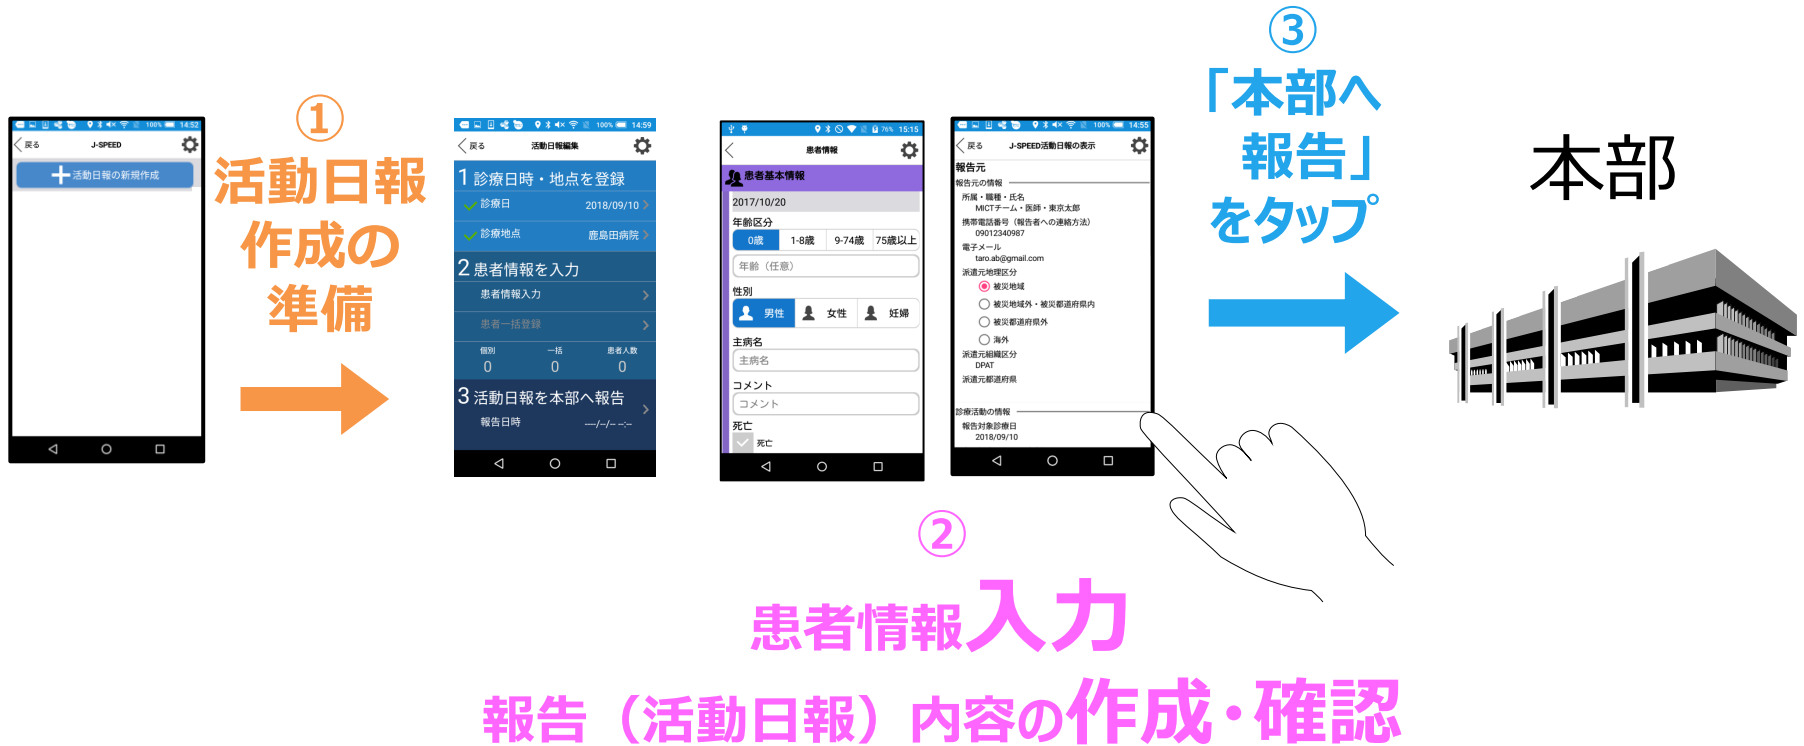 14:52
戻る
J-SPEED
活動日報の新規作成
①
活動日報
作成の
準備
100% 14:59
戻る
活動日報編集
1 診療日時・地点を登録
診療日 2018/09/10
診療地点 鹿島田病院
2 患者情報を入力
患者情報入力
患者一括登録
個別 一括 患者人数
0 0 0
3 活動日報を本部へ報告
報告日時 ----/--/-- --:--
76% 15:15
患者情報
患者基本情報
2017/10/20
年齢区分
0歳 1-8歳 9-74歳 75歳以上
年齢（任意）
性別
男性 女性 妊婦
主病名
主病名
コメント
コメント
死亡
死亡
100% 14:55
戻る
J-SPEED活動日報の表示
報告元
報告元の情報
所属・職種・氏名
MICTチーム・医師・東京太郎
携帯電話番号（報告者への連絡方法）
09012340987
電子メール
taro.ab@gmail.com
派遣元地理区分
被災地域
被災地域外・被災都道府県内
被災都道府県外
海外
派遣元組織区分
DPAT
派遣元都道府県
診療活動の情報
報告対象診療日
2018/09/10
②
患者情報入力
報告（活動日報）内容の作成・確認
③
「本部へ
報告」
をタップ
本部